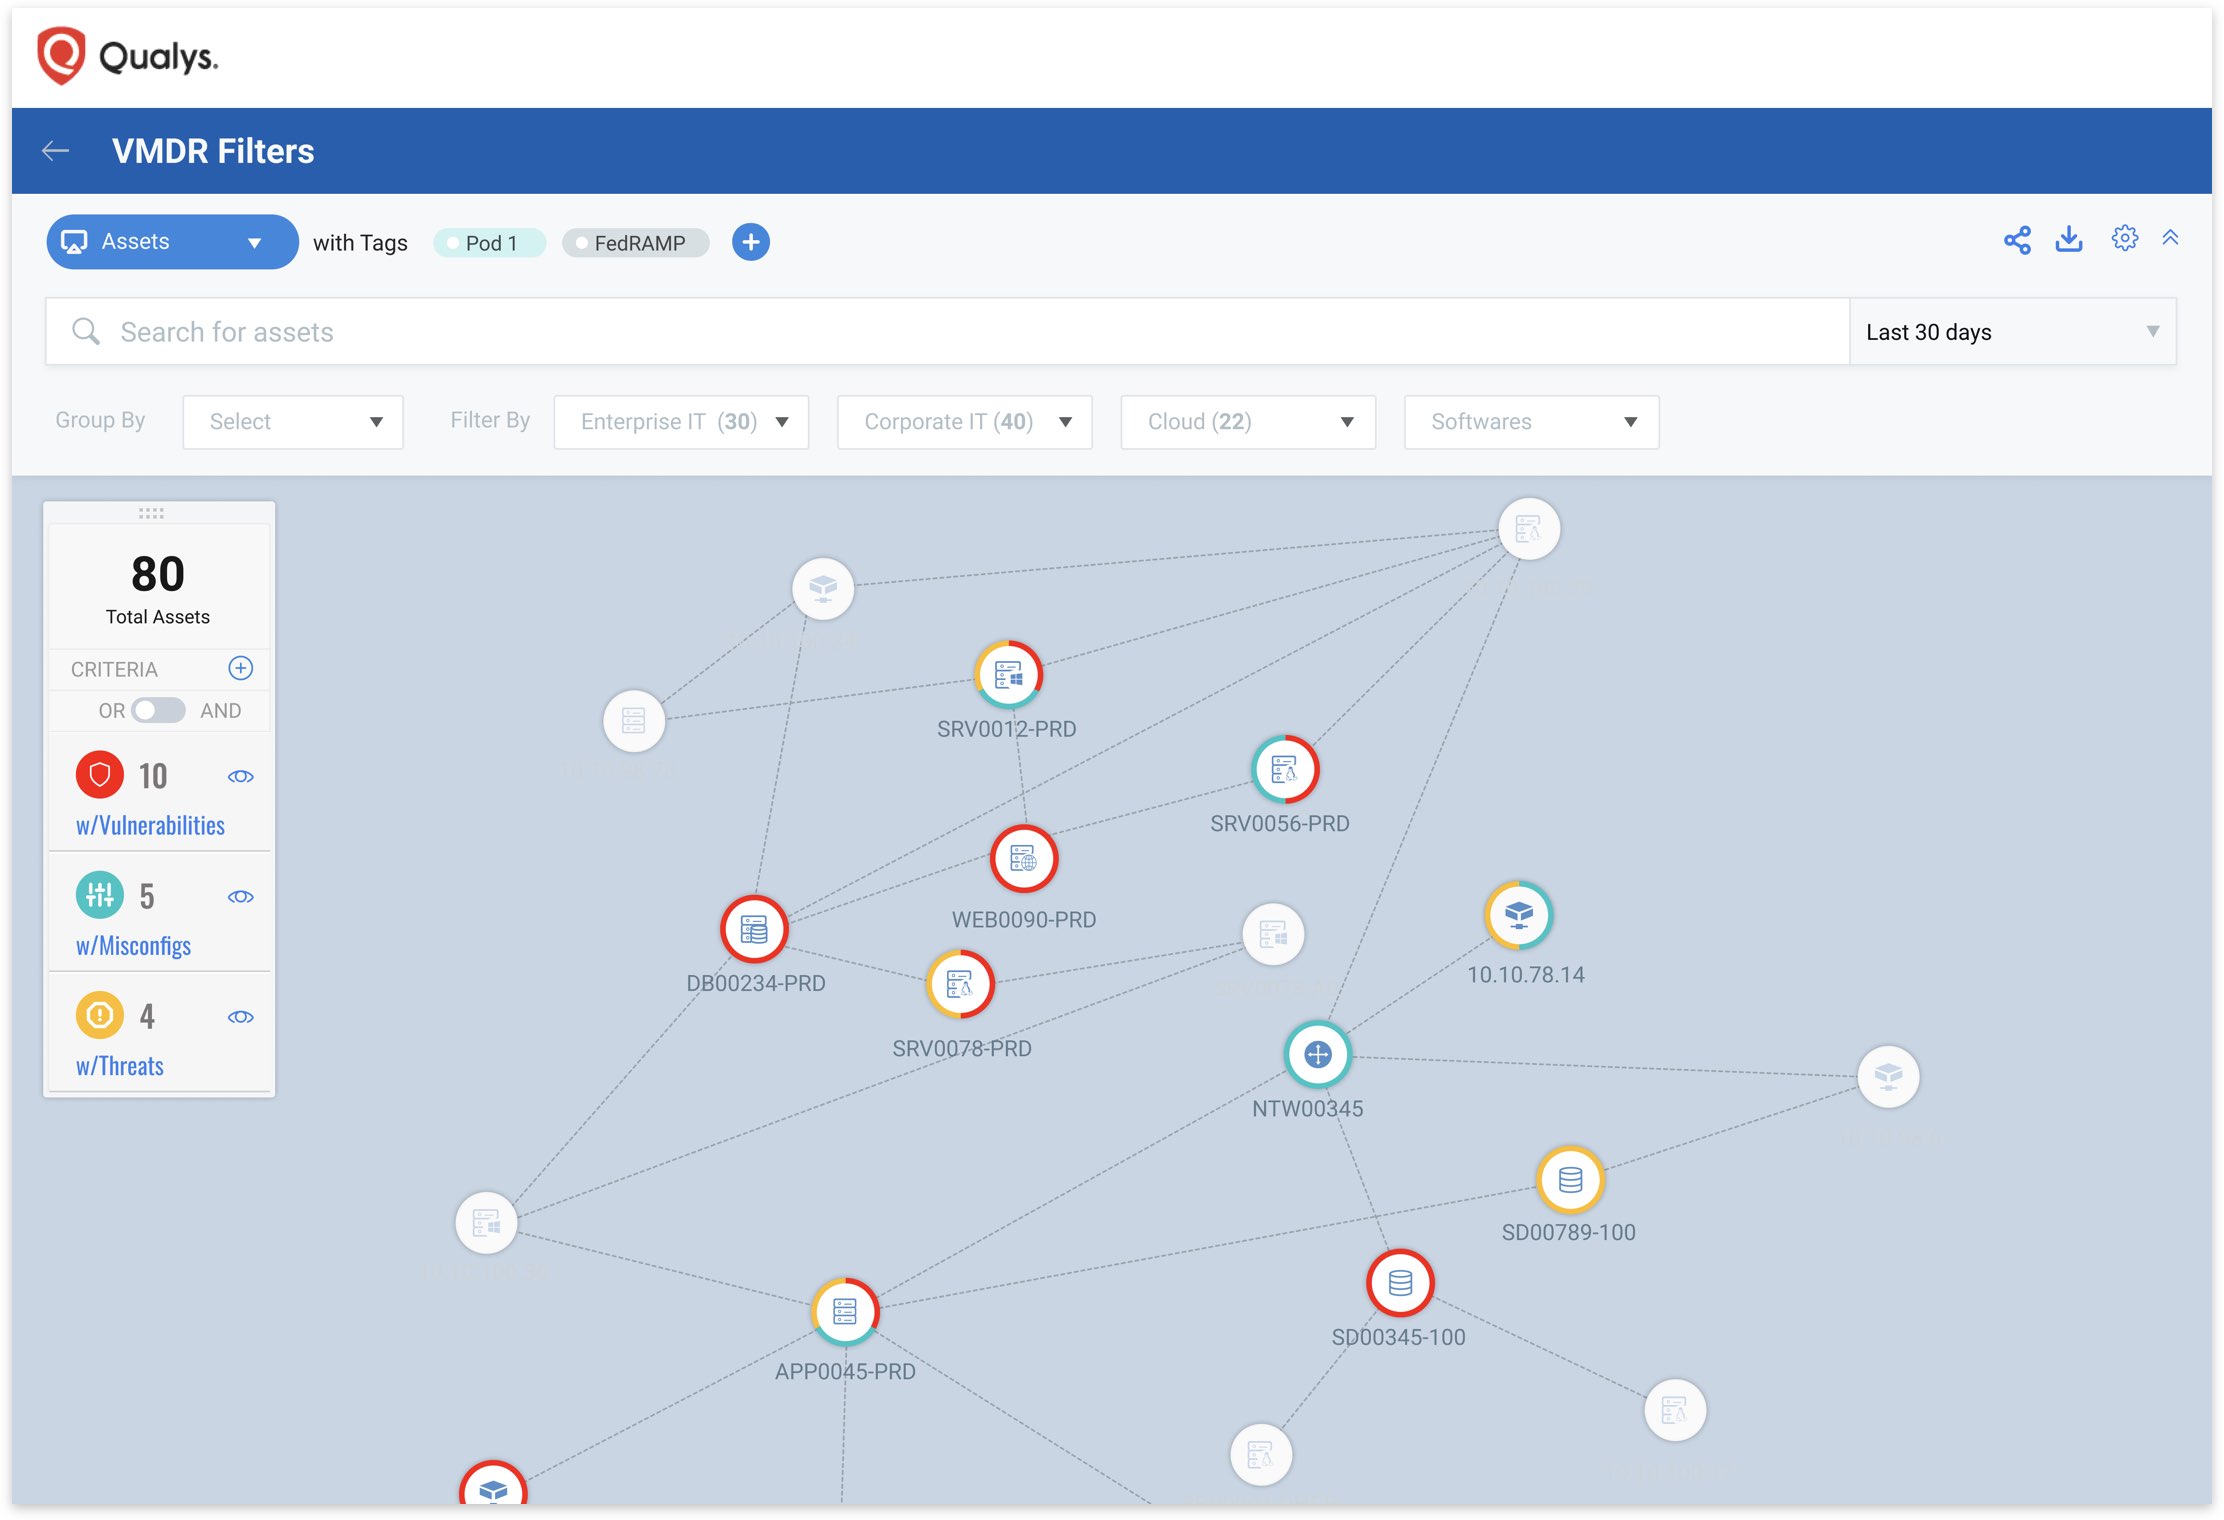 Qualys.
VMDR Filters
Assets
with Tags
Pod 1
FedRAMP
Search for assets
Last 30 days
Group By
Select
Filter By
Enterprise IT (30)
Corporate IT (40)
Cloud (22)
Softwares
80
Total Assets
CRITERIA
OR
AND
10
w/Vulnerabilities
5
w/Misconfigs
4
w/Threats
SRV0012-PRD
SRV0056-PRD
WEB0090-PRD
DB00234-PRD
10.10.78.14
SRV0078-PRD
NTW00345
SD00789-100
SD00345-100
APP0045-PRD